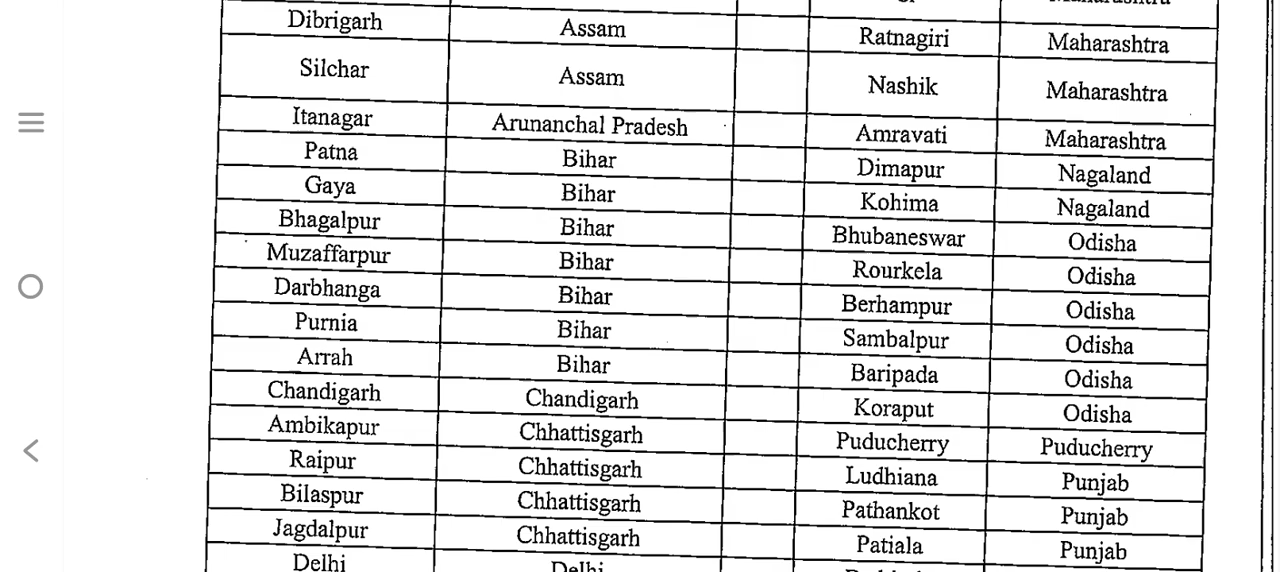 Dibrigarh Assam Ratnagiri Maharashtra
Silchar Assam Nashik Maharashtra
Itanagar Arunanchal Pradesh Amravati Maharashtra
Patna Bihar Dimapur Nagaland
Gaya Bihar Kohima Nagaland
Bhagalpur Bihar Bhubaneswar Odisha
Muzaffarpur Bihar Rourkela Odisha
Darbhanga Bihar Berhampur Odisha
Purnia Bihar Sambalpur Odisha
Arrah Bihar Baripada Odisha
Chandigarh Chandigarh Koraput Odisha
Ambikapur Chhattisgarh Puducherry Puducherry
Raipur Chhattisgarh Ludhiana Punjab
Bilaspur Chhattisgarh Pathankot Punjab
Jagdalpur Chhattisgarh Patiala Punjab
Delhi Delhi